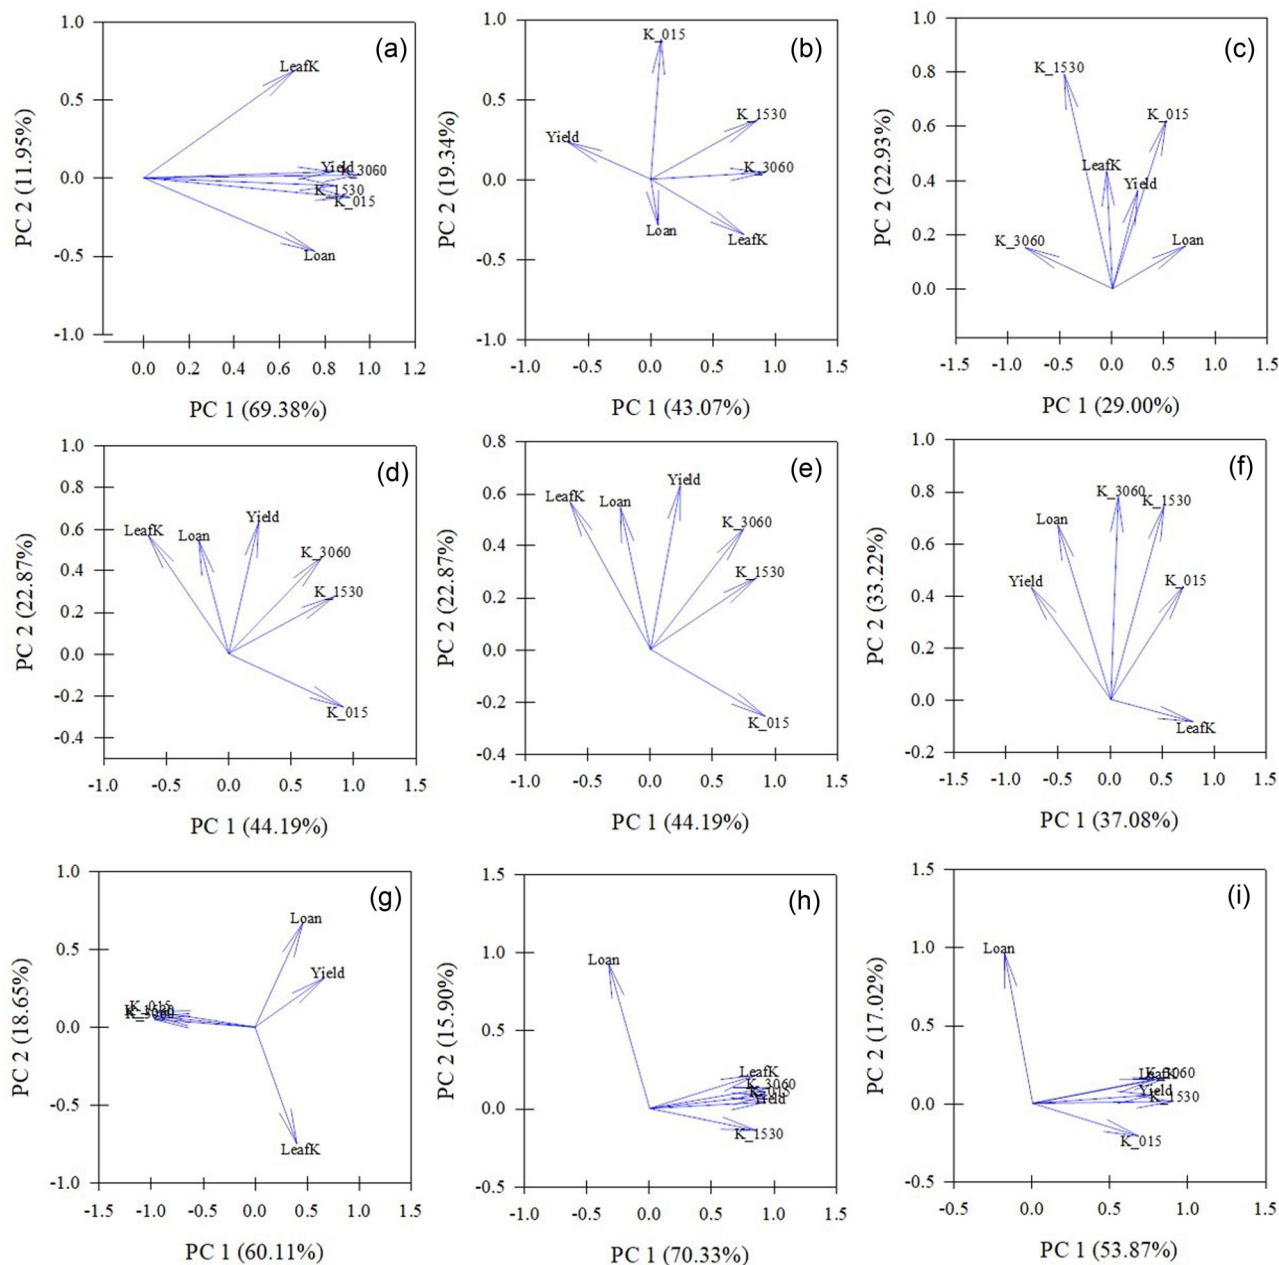 (a)
1.0
0.5
0.0
-0.5
-1.0
PC 2 (11.95%)
LeafK
Yield
K_3060
K_1530
K_015
Loan
0.0 0.2 0.4 0.6 0.8 1.0 1.2
PC 1 (69.38%)
(b)
1.0
0.5
0.0
-0.5
-1.0
PC 2 (19.34%)
K_015
K_1530
Yield
K_3060
Loan
LeafK
-1.0 -0.5 0.0 0.5 1.0 1.5
PC 1 (43.07%)
(c)
1.0
0.8
0.6
0.4
0.2
0.0
PC 2 (22.93%)
K_1530
K_015
LeafK
Yield
K_3060
Loan
-1.5 -1.0 -0.5 0.0 0.5 1.0 1.5
PC 1 (29.00%)
(d)
1.0
0.8
0.6
0.4
0.2
0.0
-0.2
-0.4
PC 2 (22.87%)
LeafK
Loan
Yield
K_3060
K_1530
K_015
-1.0 -0.5 0.0 0.5 1.0 1.5
PC 1 (44.19%)
(e)
0.8
0.6
0.4
0.2
0.0
-0.2
-0.4
PC 2 (22.87%)
LeafK
Loan
Yield
K_3060
K_1530
K_015
-1.0 -0.5 0.0 0.5 1.0 1.5
PC 1 (44.19%)
(f)
1.0
0.8
0.6
0.4
0.2
0.0
-0.2
PC 2 (33.22%)
K_3060
K_1530
Loan
Yield
K_015
LeafK
-1.5 -1.0 -0.5 0.0 0.5 1.0 1.5
PC 1 (37.08%)
(g)
1.0
0.5
0.0
-0.5
-1.0
PC 2 (18.65%)
Loan
Yield
K_015
K_1530
K_3060
LeafK
-1.5 -1.0 -0.5 0.0 0.5 1.0 1.5
PC 1 (60.11%)
(h)
1.5
1.0
0.5
0.0
-0.5
PC 2 (15.90%)
Loan
LeafK
K_3060
K_015
Yield
K_1530
-1.0 -0.5 0.0 0.5 1.0 1.5
PC 1 (70.33%)
(i)
1.5
1.0
0.5
0.0
-0.5
PC 2 (17.02%)
Loan
LeafK
K_3060
Yield
K_1530
K_015
-0.5 0.0 0.5 1.0 1.5
PC 1 (53.87%)